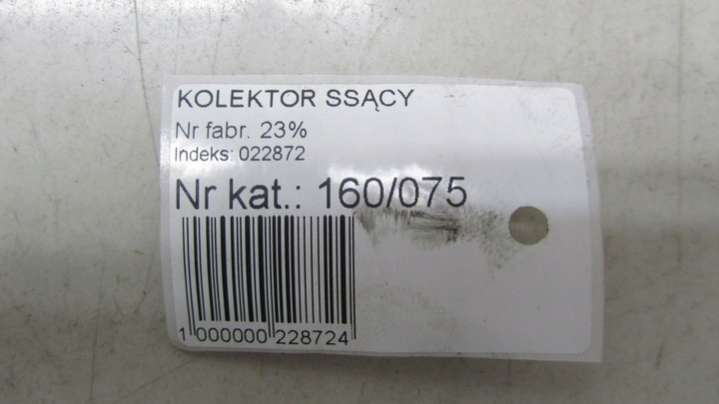 KOLEKTOR SSĄCY
Nr fabr. 23%
Indeks: 022872
Nr kat.: 160/075
1 000000 228724